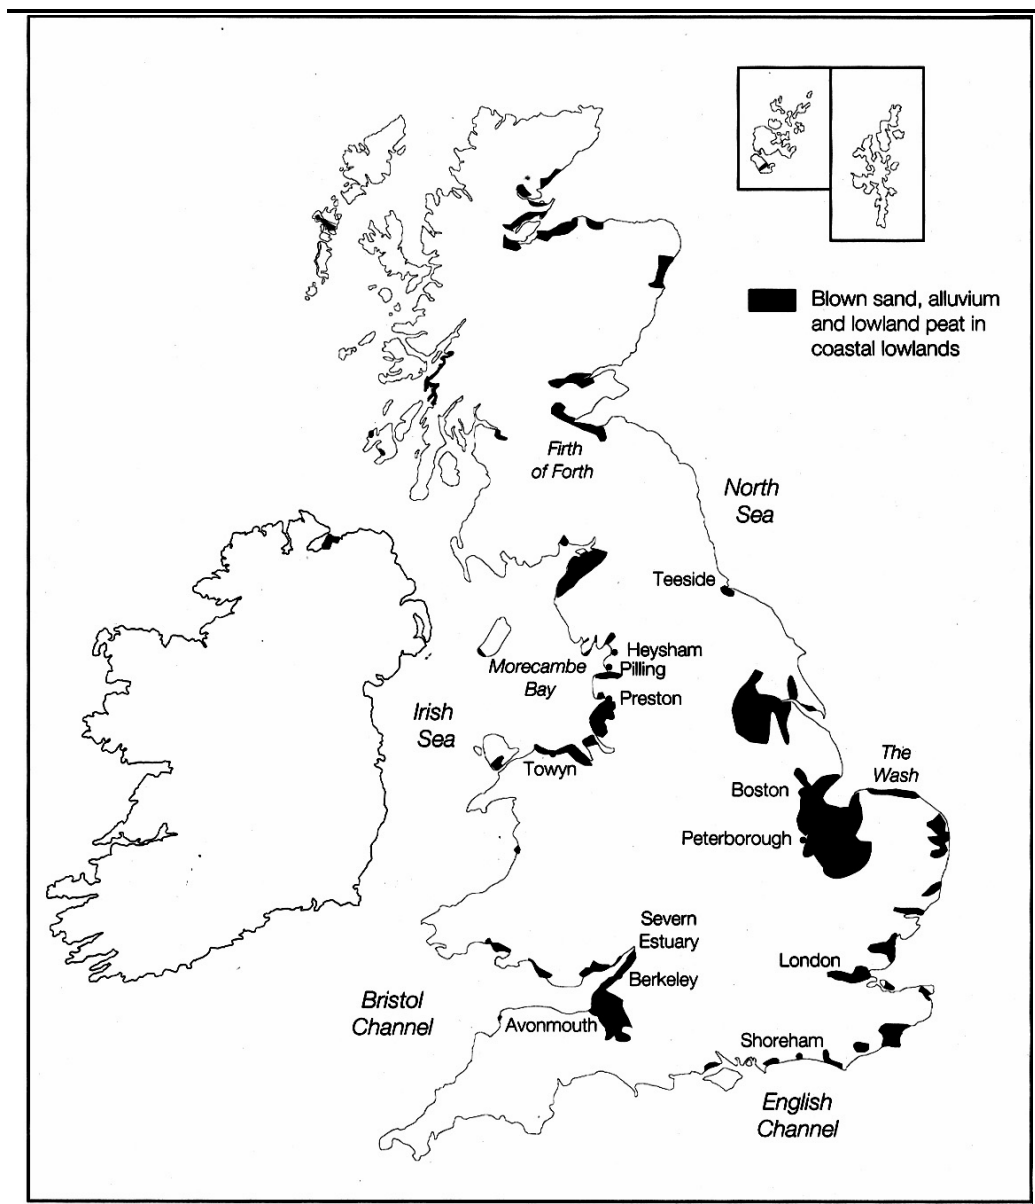 Blown sand, alluvium
and lowland peat in
coastal lowlands
Firth
of Forth
North
Sea
Teeside
Heysham
Morecambe
Bay
Pilling
Preston
Irish
Sea
Towyn
The
Wash
Boston
Peterborough
Severn
Estuary
London
Berkeley
Bristol
Channel
Avonmouth
Shoreham
English
Channel